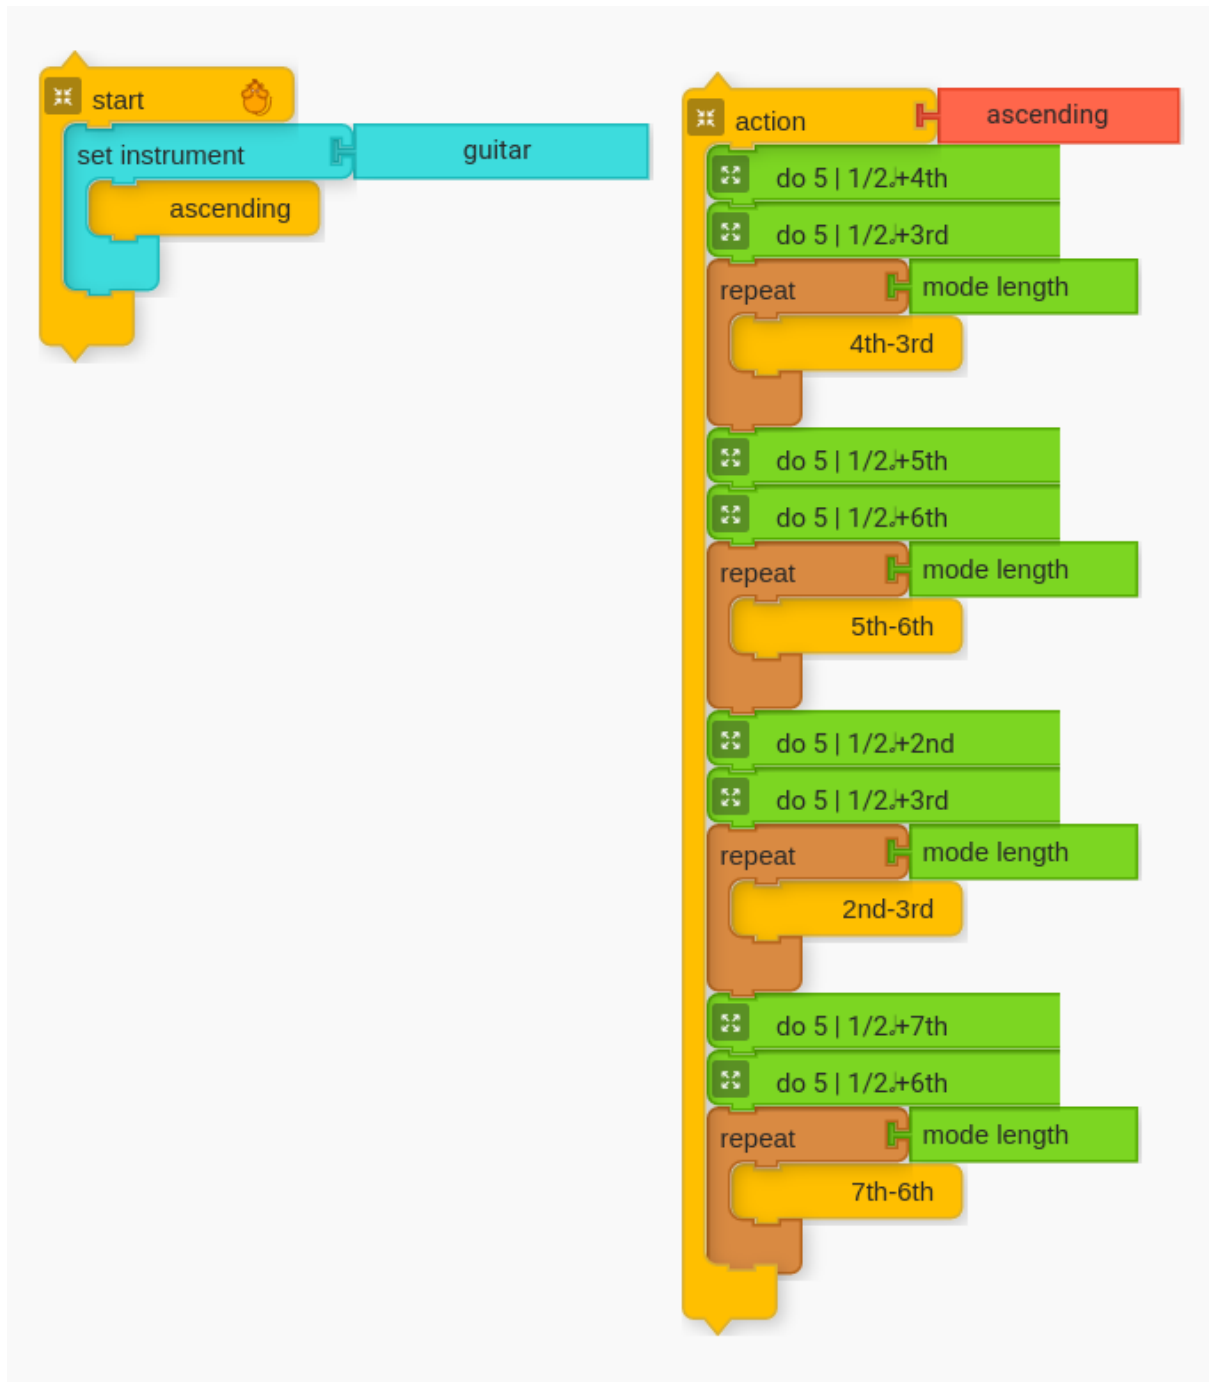 start
set instrument
guitar
ascending
action
ascending
do 5 | 1/2♩+4th
do 5 | 1/2♩+3rd
repeat
mode length
4th-3rd
do 5 | 1/2♩+5th
do 5 | 1/2♩+6th
repeat
mode length
5th-6th
do 5 | 1/2♩+2nd
do 5 | 1/2♩+3rd
repeat
mode length
2nd-3rd
do 5 | 1/2♩+7th
do 5 | 1/2♩+6th
repeat
mode length
7th-6th